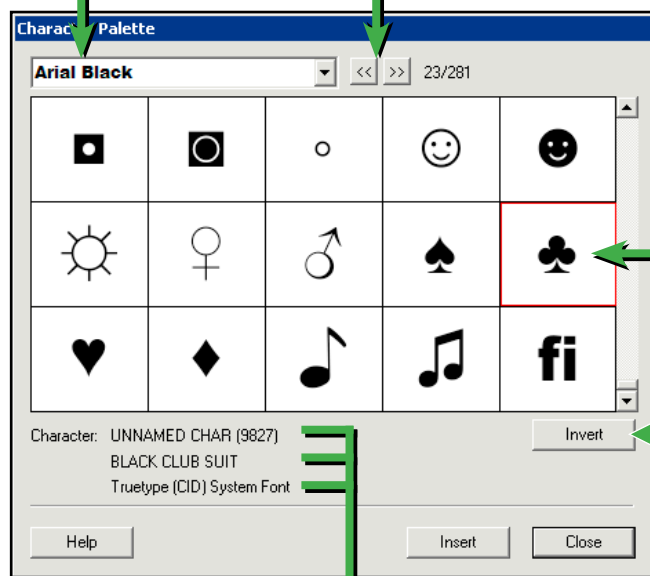 Character Palette
Arial Black << >> 23/281
fi
Character: UNNAMED CHAR (9827) Invert
BLACK CLUB SUIT
Truetype (CID) System Font
Help Insert Close